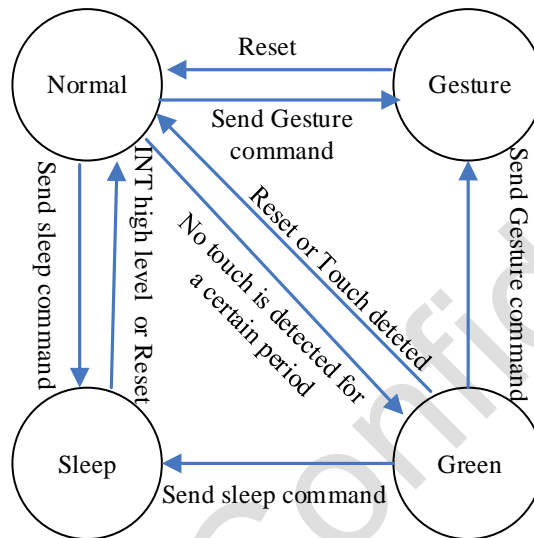 Reset
Normal
Gesture
Send Gesture
command
Send sleep command
INT high level or Reset
Reset or Touch deteted
No touch is detected for
a certain period
Send Gesture command
Sleep
Green
Send sleep command
Confid